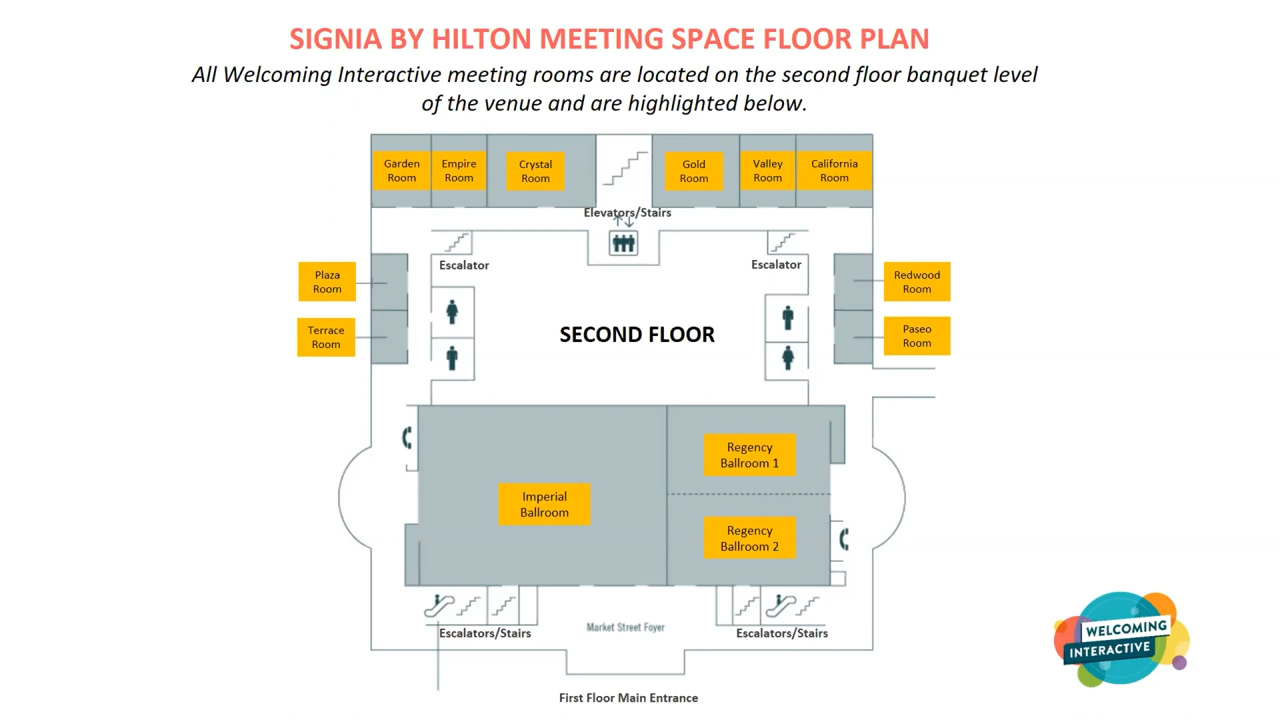 SIGNIA BY HILTON MEETING SPACE FLOOR PLAN
All Welcoming Interactive meeting rooms are located on the second floor banquet level
of the venue and are highlighted below.
Garden
Room
Empire
Room
Crystal
Room
Gold
Room
Valley
Room
California
Room
Elevators/Stairs
Escalator
Escalator
Plaza
Room
Redwood
Room
Terrace
Room
SECOND FLOOR
Paseo
Room
Regency
Ballroom 1
Imperial
Ballroom
Regency
Ballroom 2
Escalators/Stairs
Market Street Foyer
Escalators/Stairs
First Floor Main Entrance
WELCOMING
INTERACTIVE